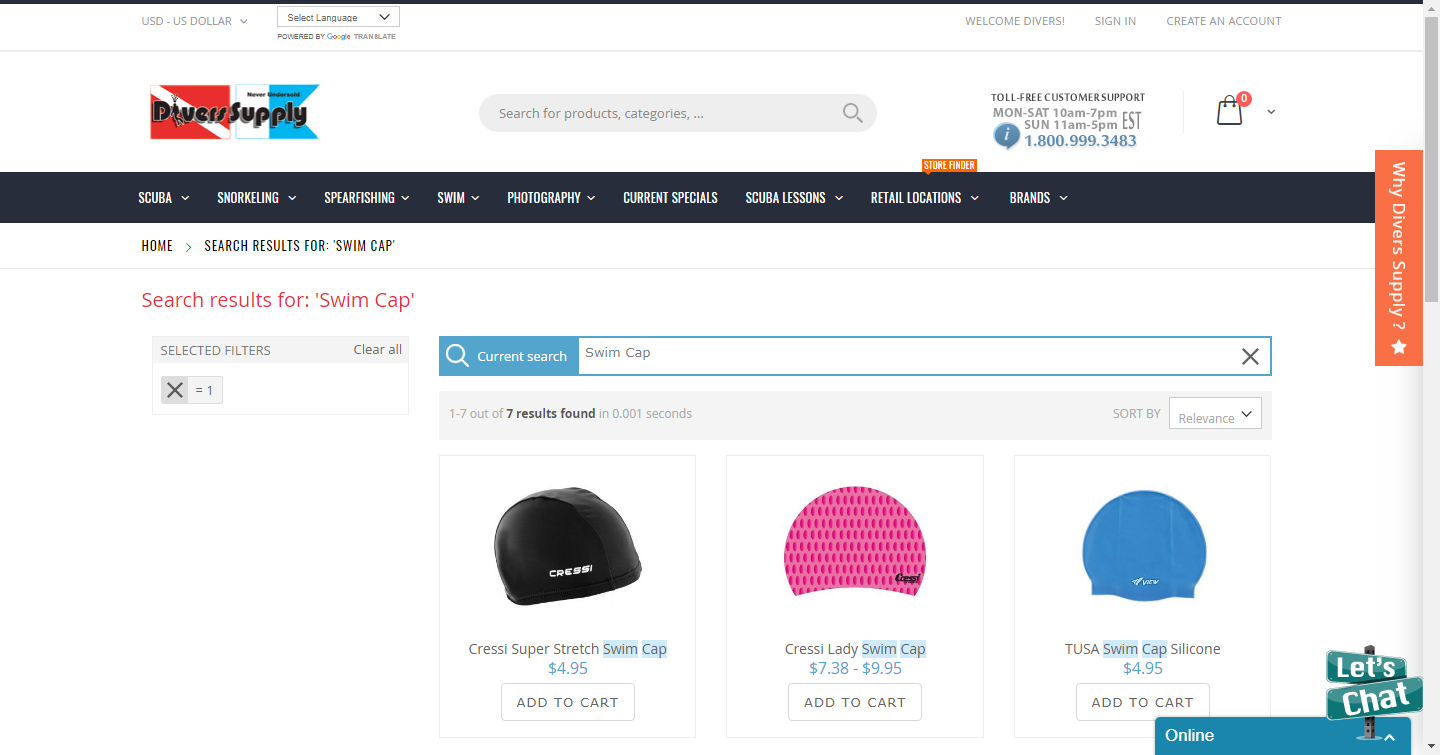 USD - US DOLLAR
Select Language
POWERED BY Google TRANSLATE
WELCOME DIVERS!
SIGN IN
CREATE AN ACCOUNT
Never Undersold
Divers Supply
Search for products, categories, ...
TOLL-FREE CUSTOMER SUPPORT
MON-SAT 10am-7pm
SUN 11am-5pm
EST
i
1.800.999.3483
0
STORE FINDER
SCUBA
SNORKELING
SPEARFISHING
SWIM
PHOTOGRAPHY
CURRENT SPECIALS
SCUBA LESSONS
RETAIL LOCATIONS
BRANDS
Why Divers Supply ?
HOME
SEARCH RESULTS FOR: 'SWIM CAP'
Search results for: 'Swim Cap'
SELECTED FILTERS
Clear all
= 1
Current search
Swim Cap
1-7 out of 7 results found in 0.001 seconds
SORT BY
Relevance
CRESSI
Cressi
VIEW
Cressi Super Stretch Swim Cap
$4.95
ADD TO CART
Cressi Lady Swim Cap
$7.38 - $9.95
ADD TO CART
TUSA Swim Cap Silicone
$4.95
ADD TO CART
Let's
Chat
Online